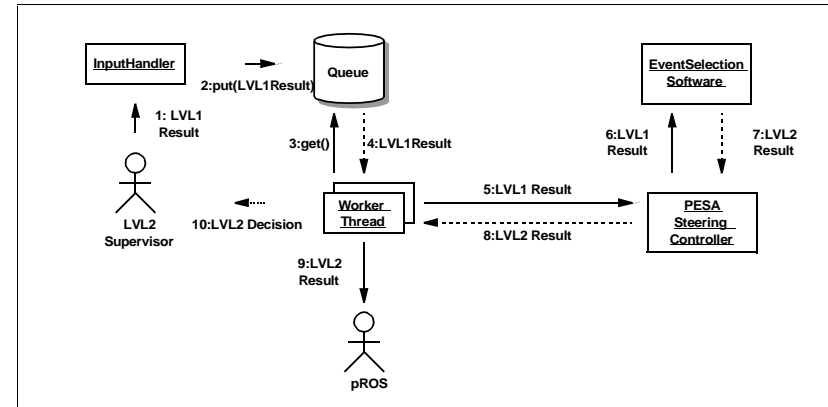 InputHandler
2:put(LVL1Result)
Queue
EventSelection
Software
1: LVL1
Result
3:get()
4:LVL1Result
6:LVL1
Result
7:LVL2
Result
LVL2
Supervisor
10:LVL2 Decision
Worker
Thread
5:LVL1 Result
8:LVL2 Result
PESA
Steering
Controller
9:LVL2
Result
pROS